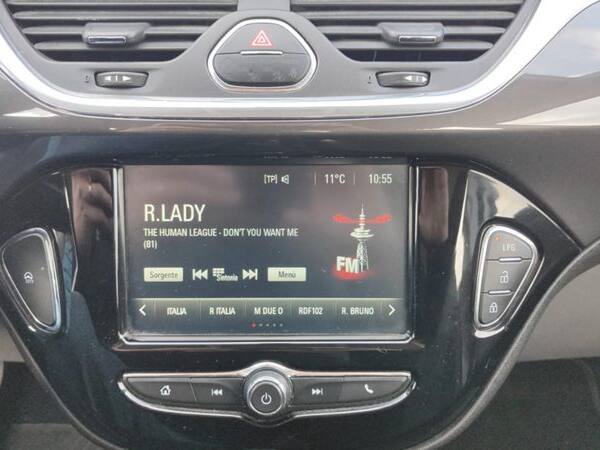 [TP] 11°C 10:55
R.LADY
THE HUMAN LEAGUE - DON'T YOU WANT ME
(81)
FM
Sorgente Sintonia Menù
ITALIA R ITALIA M DUE O RDF102 R. BRUNO
LPG